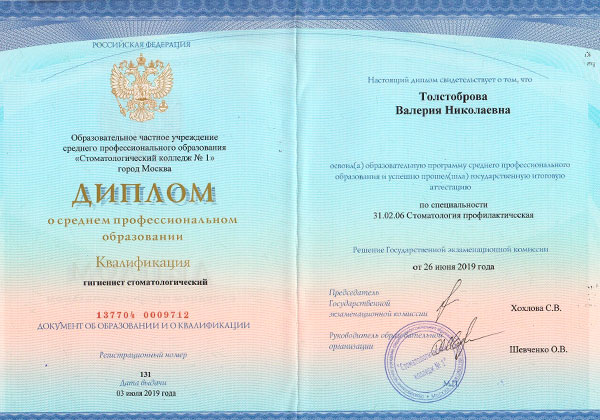 РОССИЙСКАЯ ФЕДЕРАЦИЯ
Образовательное частное учреждение
среднего профессионального образования
«Стоматологический колледж № 1»
город Москва
ДИПЛОМ
о среднем профессиональном
образовании
Квалификация
гигиенист стоматологический
137704 0009712
ДОКУМЕНТ ОБ ОБРАЗОВАНИИ И О КВАЛИФИКАЦИИ
Регистрационный номер
131
Дата выдачи
03 июля 2019 года
Настоящий диплом свидетельствует о том, что
Толстоброва
Валерия Николаевна
освоил(а) образовательную программу среднего профессионального
образования и успешно прошел(шла) государственную итоговую
аттестацию
по специальности
31.02.06 Стоматология профилактическая
Решение Государственной экзаменационной комиссии
от 26 июня 2019 года
Председатель
Государственной
экзаменационной комиссии
Хохлова С.В.
Руководитель образовательной
организации
Шевченко О.В.
М.П.